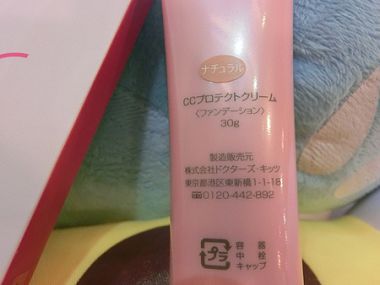 ナチュラル
CCプロテクトクリーム
〈ファンデーション〉
30g
製造販売元
株式会社ドクターズ・キッツ
東京都港区東新橋1-1-18
☎0120-442-892
プラ
容器
中栓
キャップ